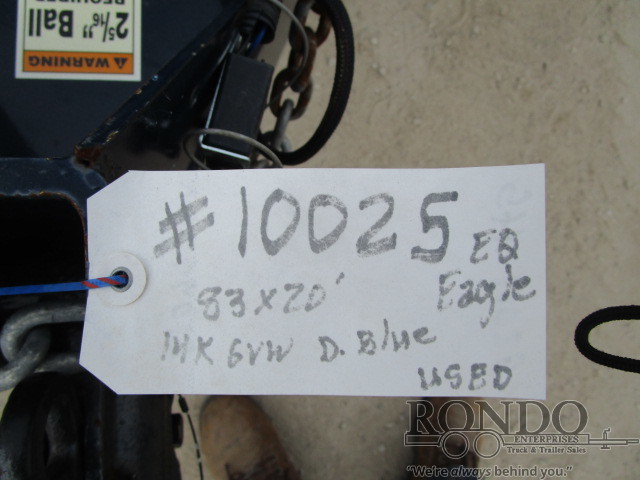 ⚠ WARNING
2 5/16" Ball
REQUIRED
#10025 EQ
83 x 20' Eagle
14K GVW D. Blue
USED
RONDO
ENTERPRISES
Truck & Trailer Sales
"We're always behind you."